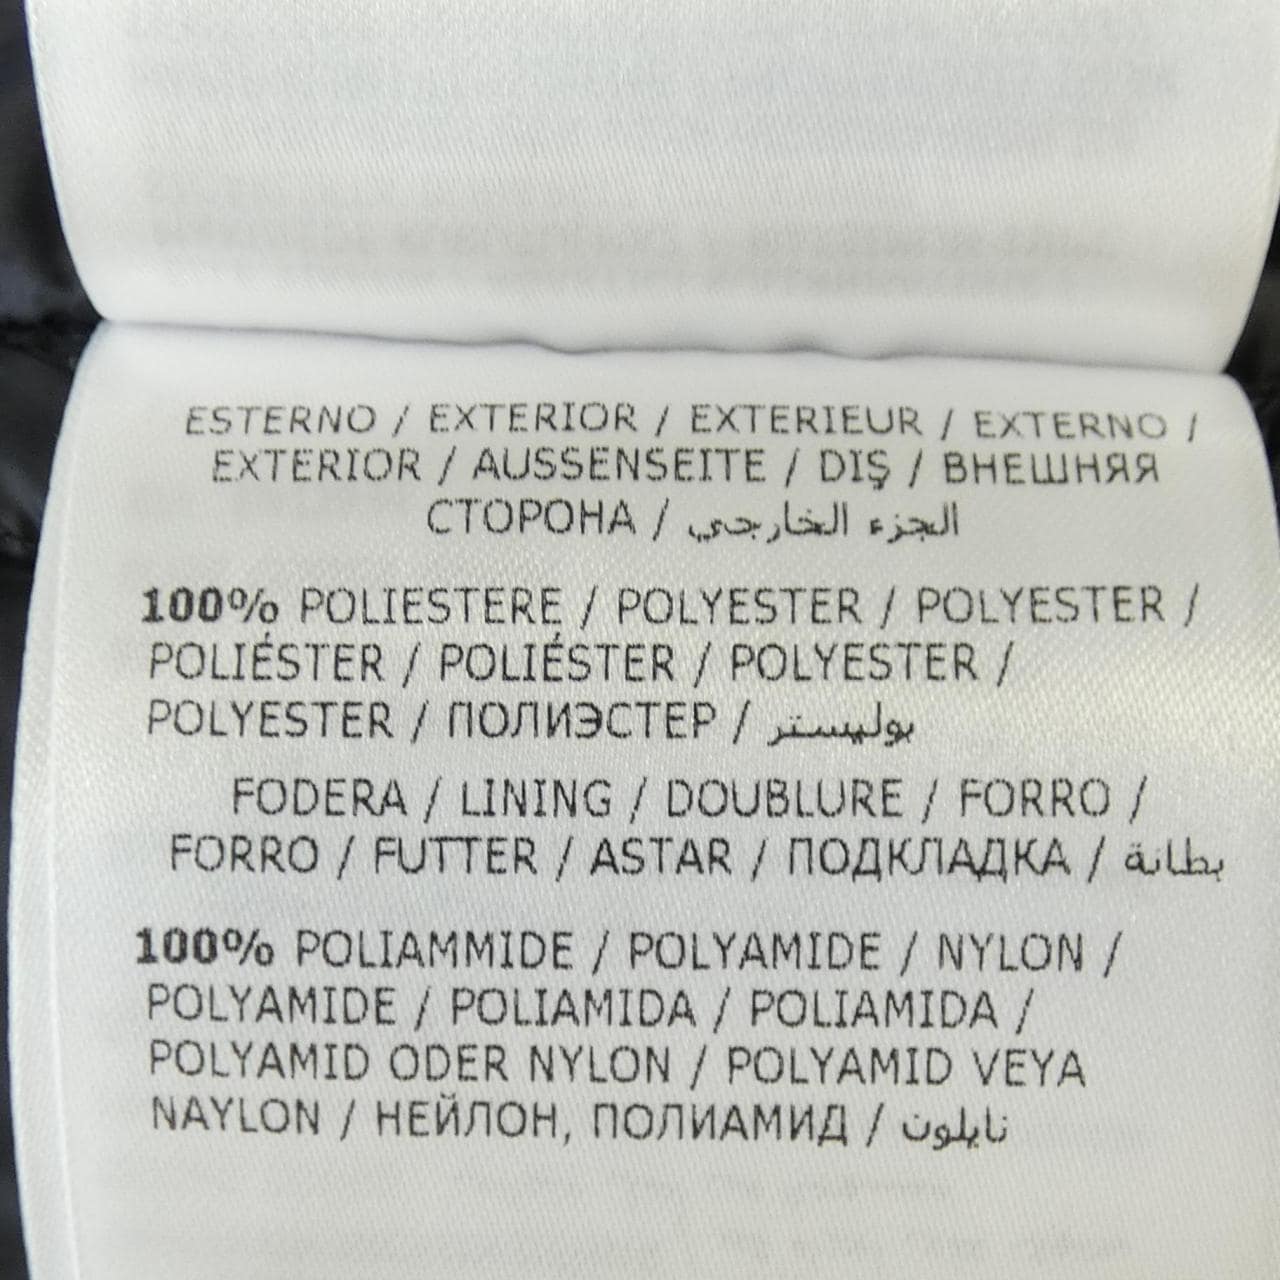 ESTERNO / EXTERIOR / EXTERIEUR / EXTERNO /
EXTERIOR / AUSSENSEITE / DIŞ / ВНЕШНЯЯ
СТОРОНА / الجزء الخارجي
100% POLIESTERE / POLYESTER / POLYESTER /
POLIÉSTER / POLIÉSTER / POLYESTER /
POLYESTER / ПОЛИЭСТЕР / بوليستر
FODERA / LINING / DOUBLURE / FORRO /
FORRO / FUTTER / ASTAR / ПОДКЛАДКА / بطانة
100% POLIAMMIDE / POLYAMIDE / NYLON /
POLYAMIDE / POLIAMIDA / POLIAMIDA /
POLYAMID ODER NYLON / POLYAMID VEYA
NAYLON / НЕЙЛОН, ПОЛИАМИД / نايلون